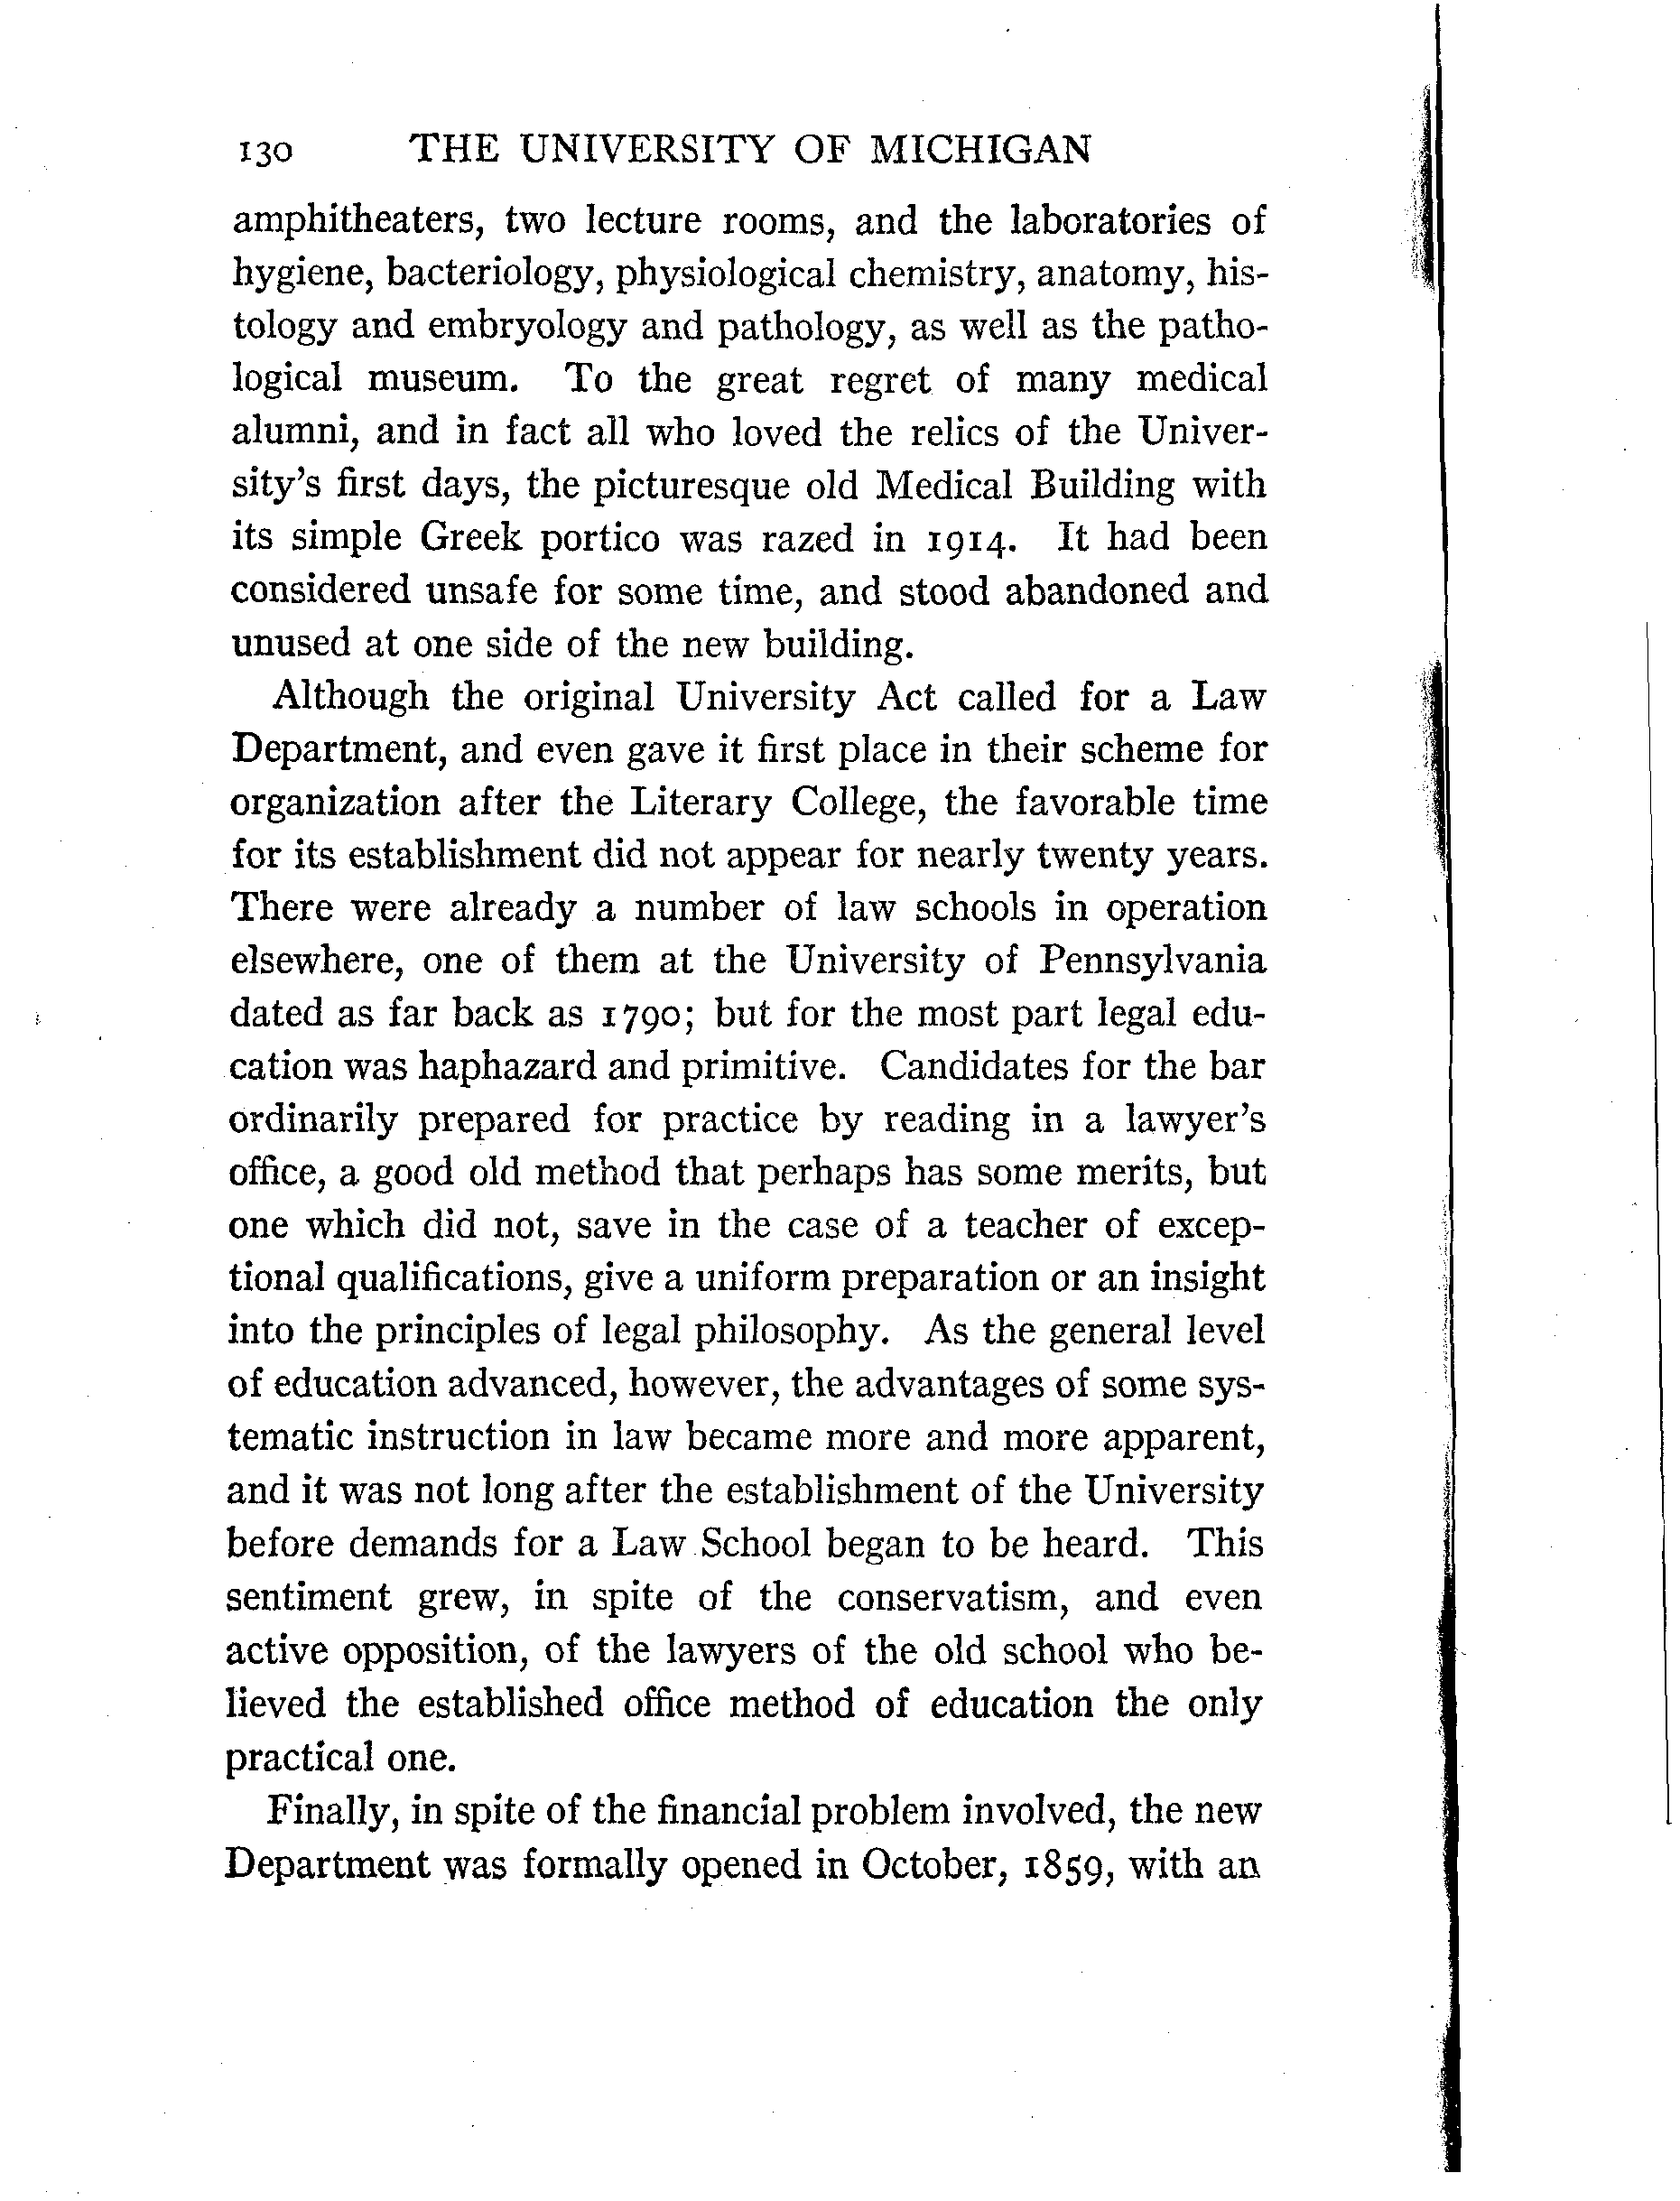 130 THE UNIVERSITY OF MICHIGAN
amphitheaters, two lecture rooms, and the laboratories of
hygiene, bacteriology, physiological chemistry, anatomy, his-
tology and embryology and pathology, as well as the patho-
logical museum. To the great regret of many medical
alumni, and in fact all who loved the relics of the Univer-
sity's first days, the picturesque old Medical Building with
its simple Greek portico was razed in 1914. It had been
considered unsafe for some time, and stood abandoned and
unused at one side of the new building.
Although the original University Act called for a Law
Department, and even gave it first place in their scheme for
organization after the Literary College, the favorable time
for its establishment did not appear for nearly twenty years.
There were already a number of law schools in operation
elsewhere, one of them at the University of Pennsylvania
dated as far back as 1790; but for the most part legal edu-
cation was haphazard and primitive. Candidates for the bar
ordinarily prepared for practice by reading in a lawyer's
office, a good old method that perhaps has some merits, but
one which did not, save in the case of a teacher of excep-
tional qualifications, give a uniform preparation or an insight
into the principles of legal philosophy. As the general level
of education advanced, however, the advantages of some sys-
tematic instruction in law became more and more apparent,
and it was not long after the establishment of the University
before demands for a Law School began to be heard. This
sentiment grew, in spite of the conservatism, and even
active opposition, of the lawyers of the old school who be-
lieved the established office method of education the only
practical one.
Finally, in spite of the financial problem involved, the new
Department was formally opened in October, 1859, with an